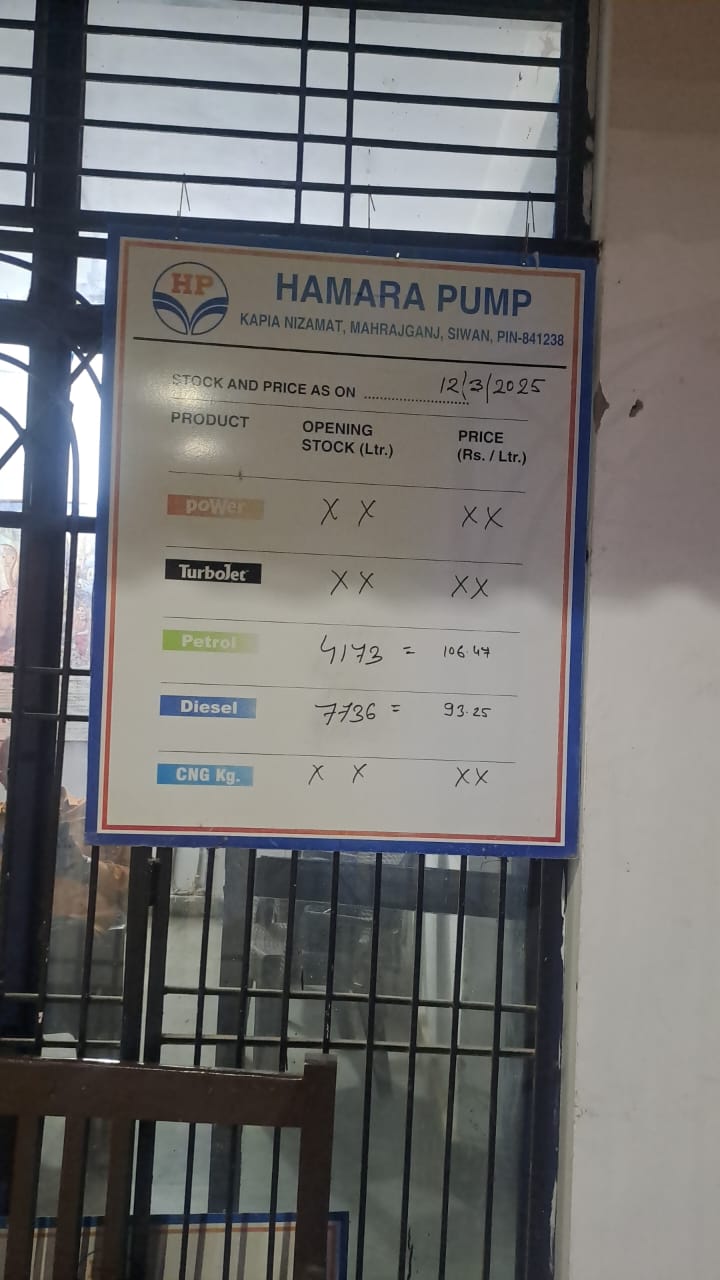 HP
HAMARA PUMP
KAPIA NIZAMAT, MAHRAJGANJ, SIWAN, PIN-841238
STOCK AND PRICE AS ON .................... 12/3/2025
PRODUCT OPENING STOCK (Ltr.) PRICE (Rs. / Ltr.)
poWer X X XX
TurboJet XX XX
Petrol 4173 = 106.47
Diesel 7736 = 93.25
CNG Kg. X X XX